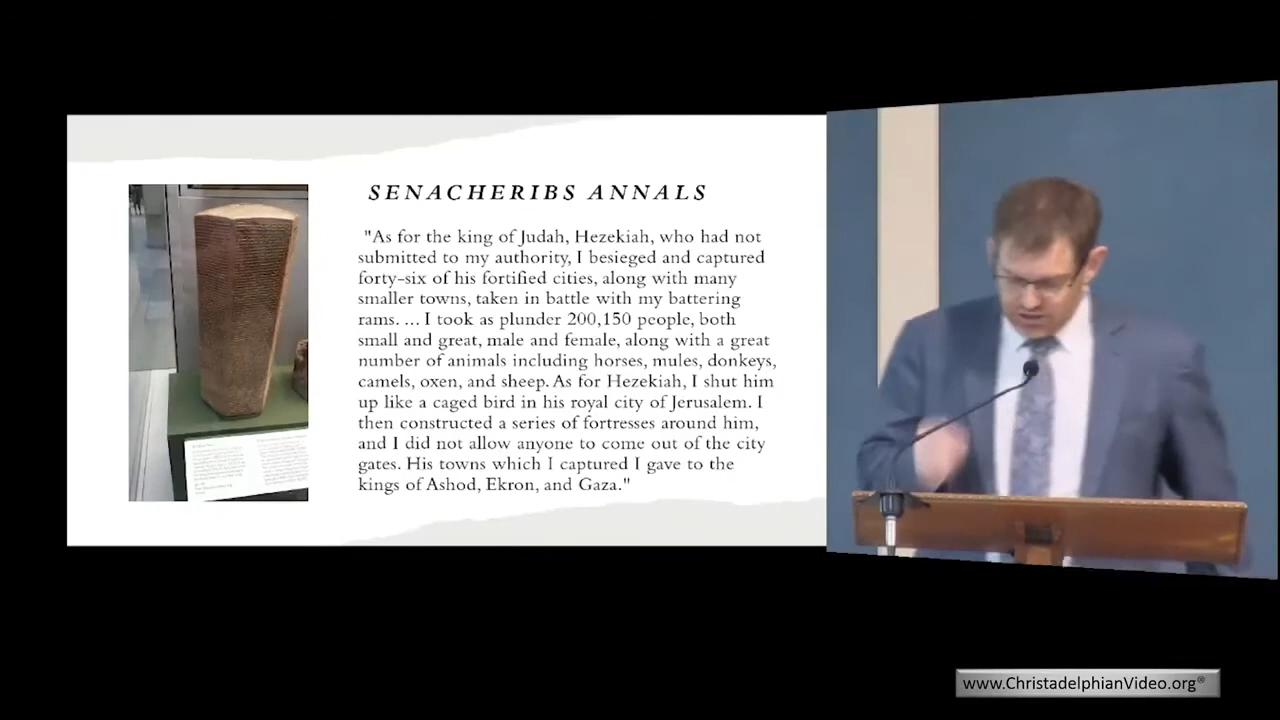 SENACHERIBS ANNALS
"As for the king of Judah, Hezekiah, who had not
submitted to my authority, I besieged and captured
forty-six of his fortified cities, along with many
smaller towns, taken in battle with my battering
rams. ... I took as plunder 200,150 people, both
small and great, male and female, along with a great
number of animals including horses, mules, donkeys,
camels, oxen, and sheep. As for Hezekiah, I shut him
up like a caged bird in his royal city of Jerusalem. I
then constructed a series of fortresses around him,
and I did not allow anyone to come out of the city
gates. His towns which I captured I gave to the
kings of Ashod, Ekron, and Gaza."
www.ChristadelphianVideo.org®